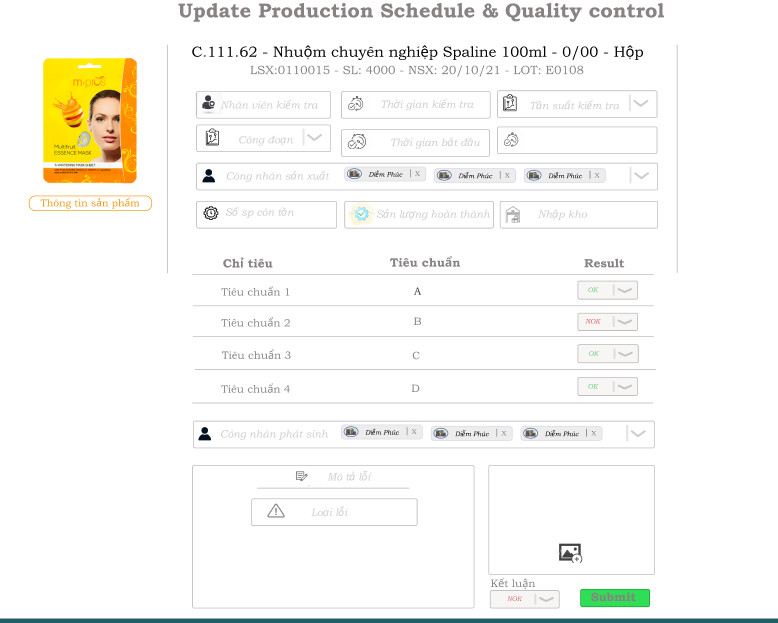 Update Production Schedule & Quality control
C.111.62 - Nhuộm chuyên nghiệp Spaline 100ml - 0/00 - Hộp
LSX:0110015 - SL: 4000 - NSX: 20/10/21 - LOT: E0108
m·plus
Multifruit
ESSENCE MASK
Thông tin sản phẩm
Nhân viên kiểm tra
Thời gian kiểm tra
Tần suất kiểm tra
Công đoạn
Thời gian bắt đầu
Công nhân sản xuất
Diễm Phúc X
Diễm Phúc X
Diễm Phúc X
Số sp còn tồn
Sản lượng hoàn thành
Nhập kho
Chỉ tiêu Tiêu chuẩn Result
Tiêu chuẩn 1 A OK
Tiêu chuẩn 2 B NOK
Tiêu chuẩn 3 C OK
Tiêu chuẩn 4 D OK
Công nhân phát sinh
Diễm Phúc X
Diễm Phúc X
Diễm Phúc X
Mô tả lỗi
Loại lỗi
Kết luận
NOK
Submit